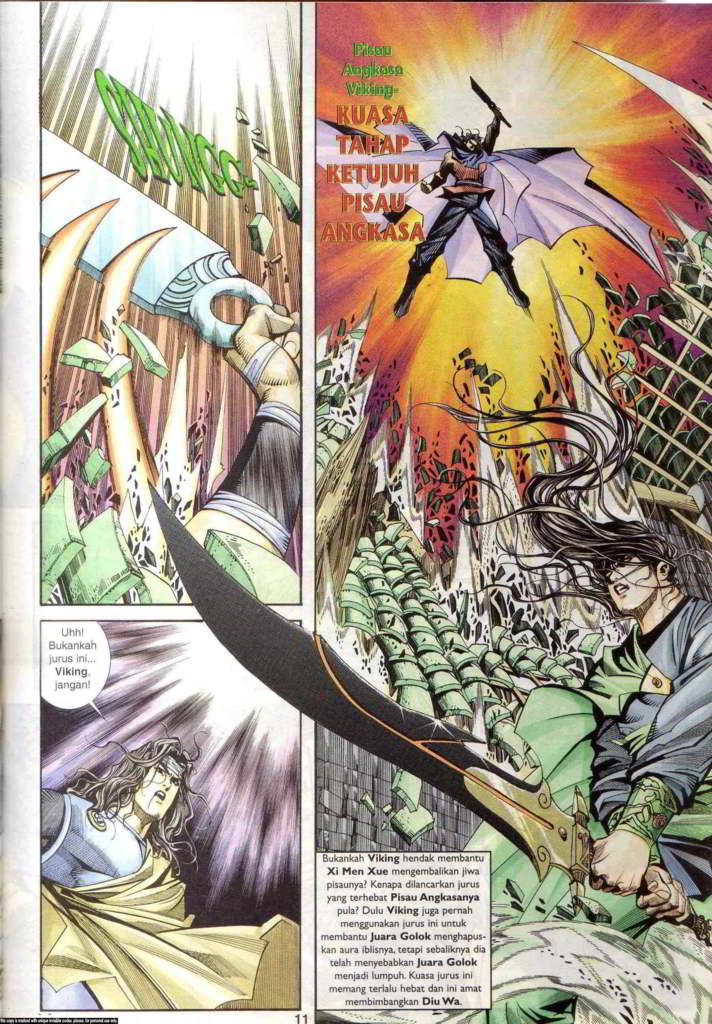 SHUNGGG
Pisau
Angkasa
Viking-
KUASA
TAHAP
KETUJUH
PISAU
ANGKASA
Uhh!
Bukankah
jurus ini...
Viking,
jangan!
Bukankah Viking hendak membantu
Xi Men Xue mengembalikan jiwa
pisaunya? Kenapa dilancarkan jurus
yang terhebat Pisau Angkasanya
pula? Dulu Viking juga pernah
menggunakan jurus ini untuk
membantu Juara Golok menghapus-
kan aura iblisnya, tetapi sebaliknya dia
telah menyebabkan Juara Golok
menjadi lumpuh. Kuasa jurus ini
memang terlalu hebat dan ini amat
membimbangkan Diu Wa.
11